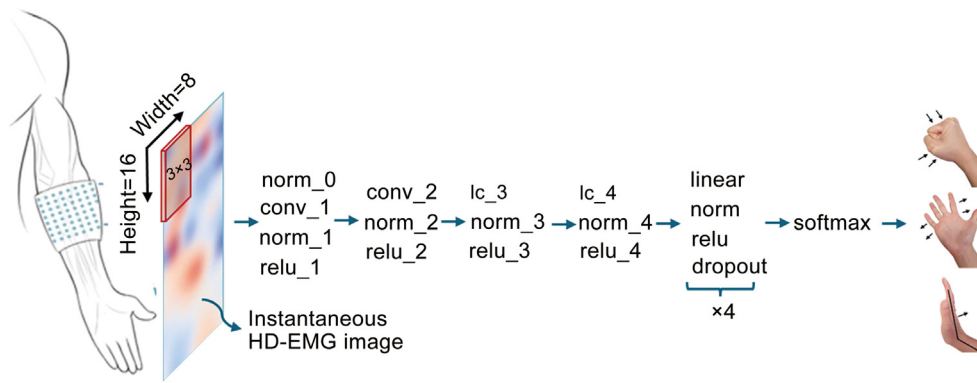 Width=8
Height=16
3×3
norm_0
conv_1
norm_1
relu_1
conv_2
norm_2
relu_2
lc_3
norm_3
relu_3
lc_4
norm_4
relu_4
linear
norm
relu
dropout
×4
softmax
Instantaneous
HD-EMG image